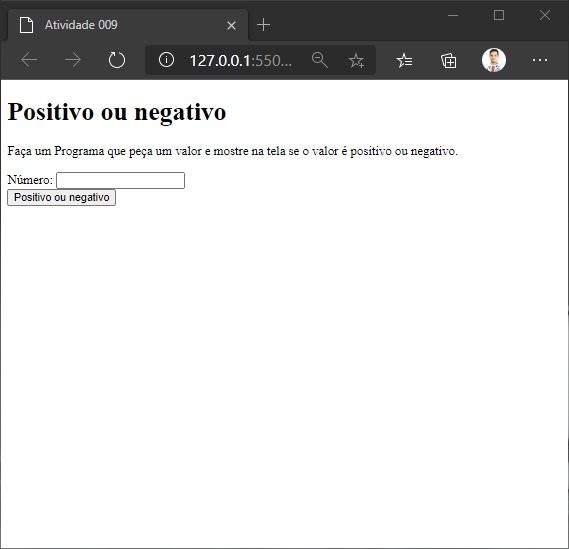 Atividade 009
127.0.0.1:550...
Positivo ou negativo
Faça um Programa que peça um valor e mostre na tela se o valor é positivo ou negativo.
Número:
Positivo ou negativo